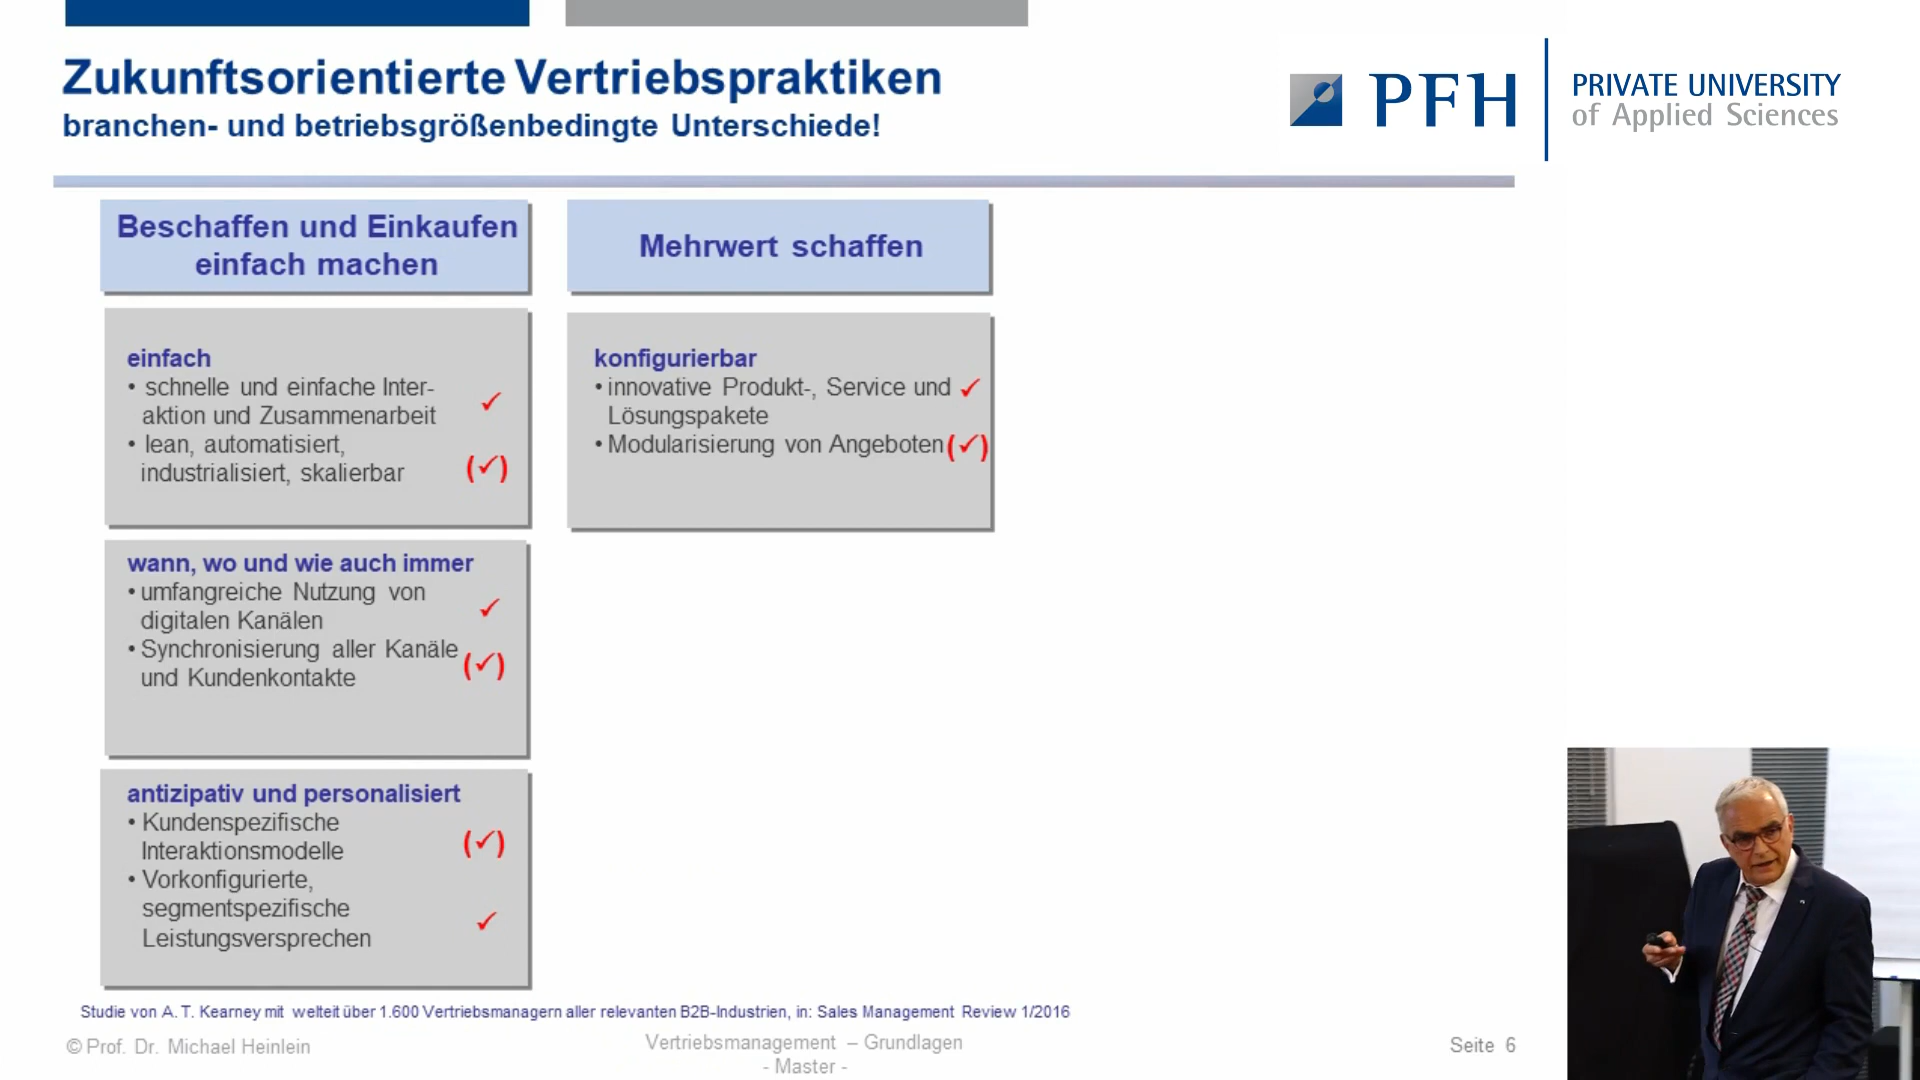 Zukunftsorientierte Vertriebspraktiken
branchen- und betriebsgrößenbedingte Unterschiede!
PFH
PRIVATE UNIVERSITY
of Applied Sciences
Beschaffen und Einkaufen
einfach machen
einfach
• schnelle und einfache Inter-
aktion und Zusammenarbeit ✓
• lean, automatisiert,
industrialisiert, skalierbar (✓)
wann, wo und wie auch immer
• umfangreiche Nutzung von
digitalen Kanälen ✓
• Synchronisierung aller Kanäle
und Kundenkontakte (✓)
antizipativ und personalisiert
• Kundenspezifische
Interaktionsmodelle (✓)
• Vorkonfigurierte,
segmentspezifische
Leistungsversprechen ✓
Mehrwert schaffen
konfigurierbar
• innovative Produkt-, Service und ✓
Lösungspakete
• Modularisierung von Angeboten (✓)
Studie von A. T. Kearney mit welteit über 1.600 Vertriebsmanagern aller relevanten B2B-Industrien, in: Sales Management Review 1/2016
© Prof. Dr. Michael Heinlein
Vertriebsmanagement – Grundlagen
- Master -
Seite 6